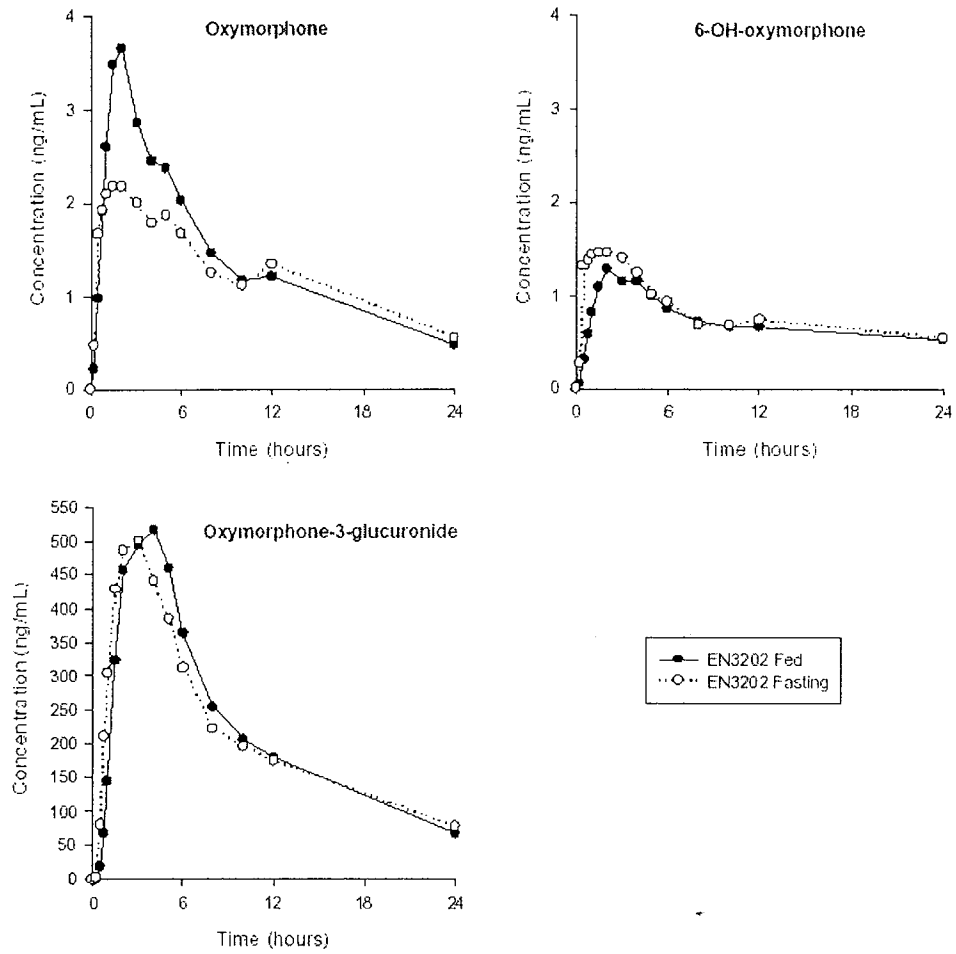 Oxymorphone
4
3
2
1
0
Concentration (ng/mL)
0 6 12 18 24
Time (hours)
6-OH-oxymorphone
4
3
2
1
0
Concentration (ng/mL)
0 6 12 18 24
Time (hours)
Oxymorphone-3-glucuronide
550
500
450
400
350
300
250
200
150
100
50
0
Concentration (ng/mL)
0 6 12 18 24
Time (hours)
EN3202 Fed
EN3202 Fasting